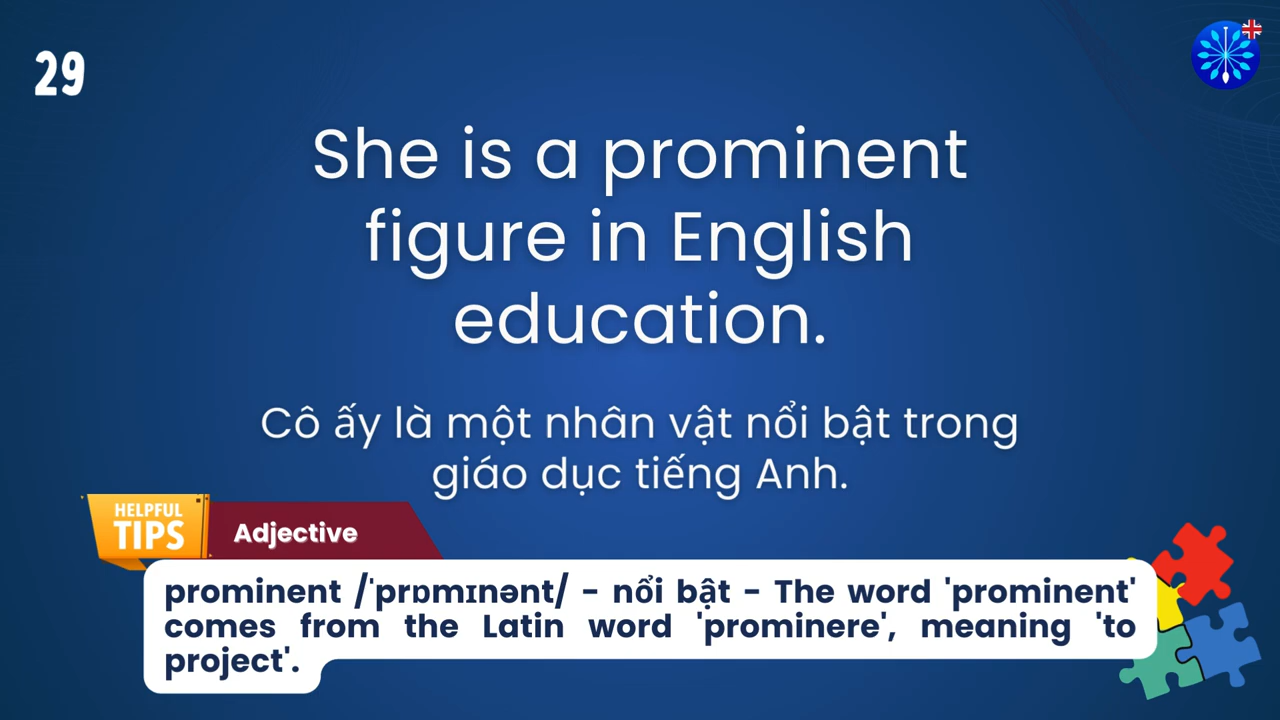 29
She is a prominent
figure in English
education.
Cô ấy là một nhân vật nổi bật trong
giáo dục tiếng Anh.
HELPFUL
TIPS
Adjective
prominent /ˈprɒmɪnənt/ - nổi bật - The word 'prominent'
comes from the Latin word 'prominere', meaning 'to
project'.